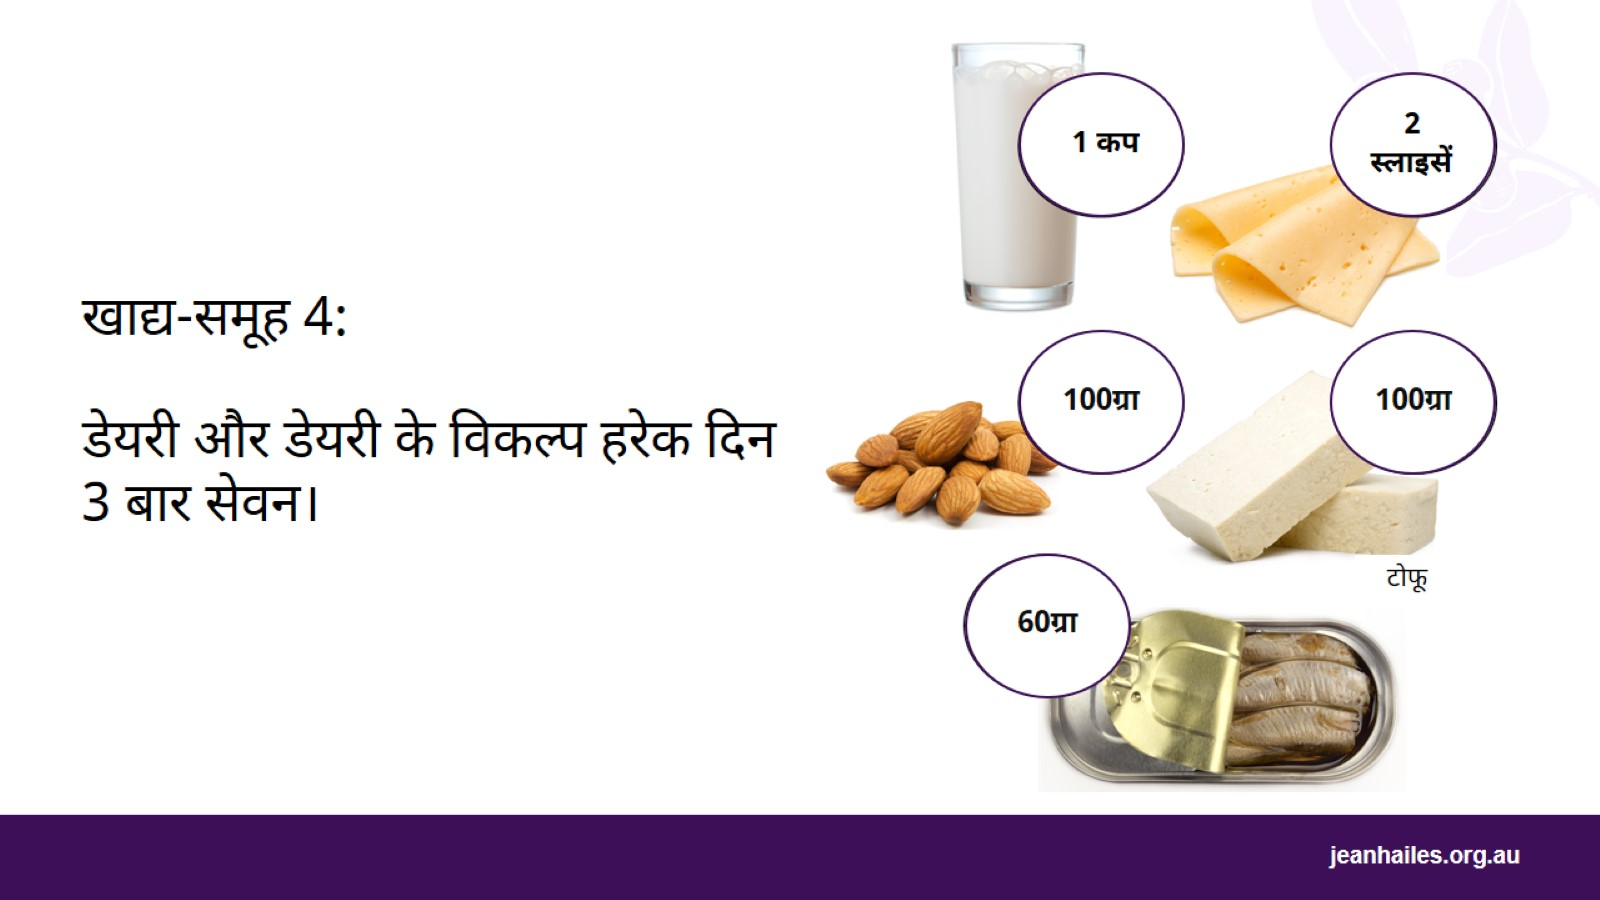 खाद्य-समूह 4:
डेयरी और डेयरी के विकल्प हरेक दिन
3 बार सेवन।
1 कप
2
स्लाइसें
100ग्रा
100ग्रा
टोफू
60ग्रा
jeanhailes.org.au